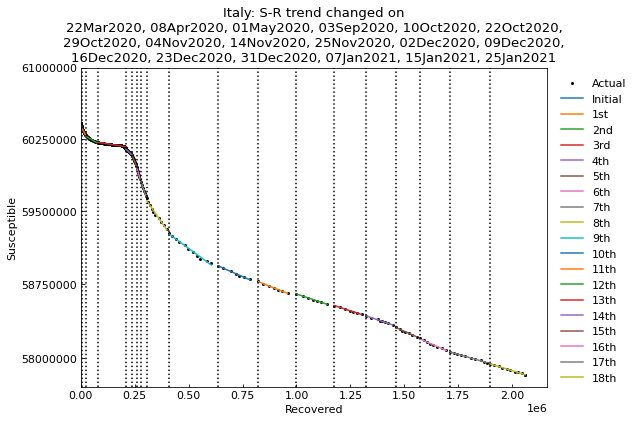 Italy: S-R trend changed on
22Mar2020, 08Apr2020, 01May2020, 03Sep2020, 10Oct2020, 22Oct2020,
29Oct2020, 04Nov2020, 14Nov2020, 25Nov2020, 02Dec2020, 09Dec2020,
16Dec2020, 23Dec2020, 31Dec2020, 07Jan2021, 15Jan2021, 25Jan2021
61000000
60250000
59500000
58750000
58000000
Susceptible
0.00 0.25 0.50 0.75 1.00 1.25 1.50 1.75 2.00
1e6
Recovered
Actual
Initial
1st
2nd
3rd
4th
5th
6th
7th
8th
9th
10th
11th
12th
13th
14th
15th
16th
17th
18th